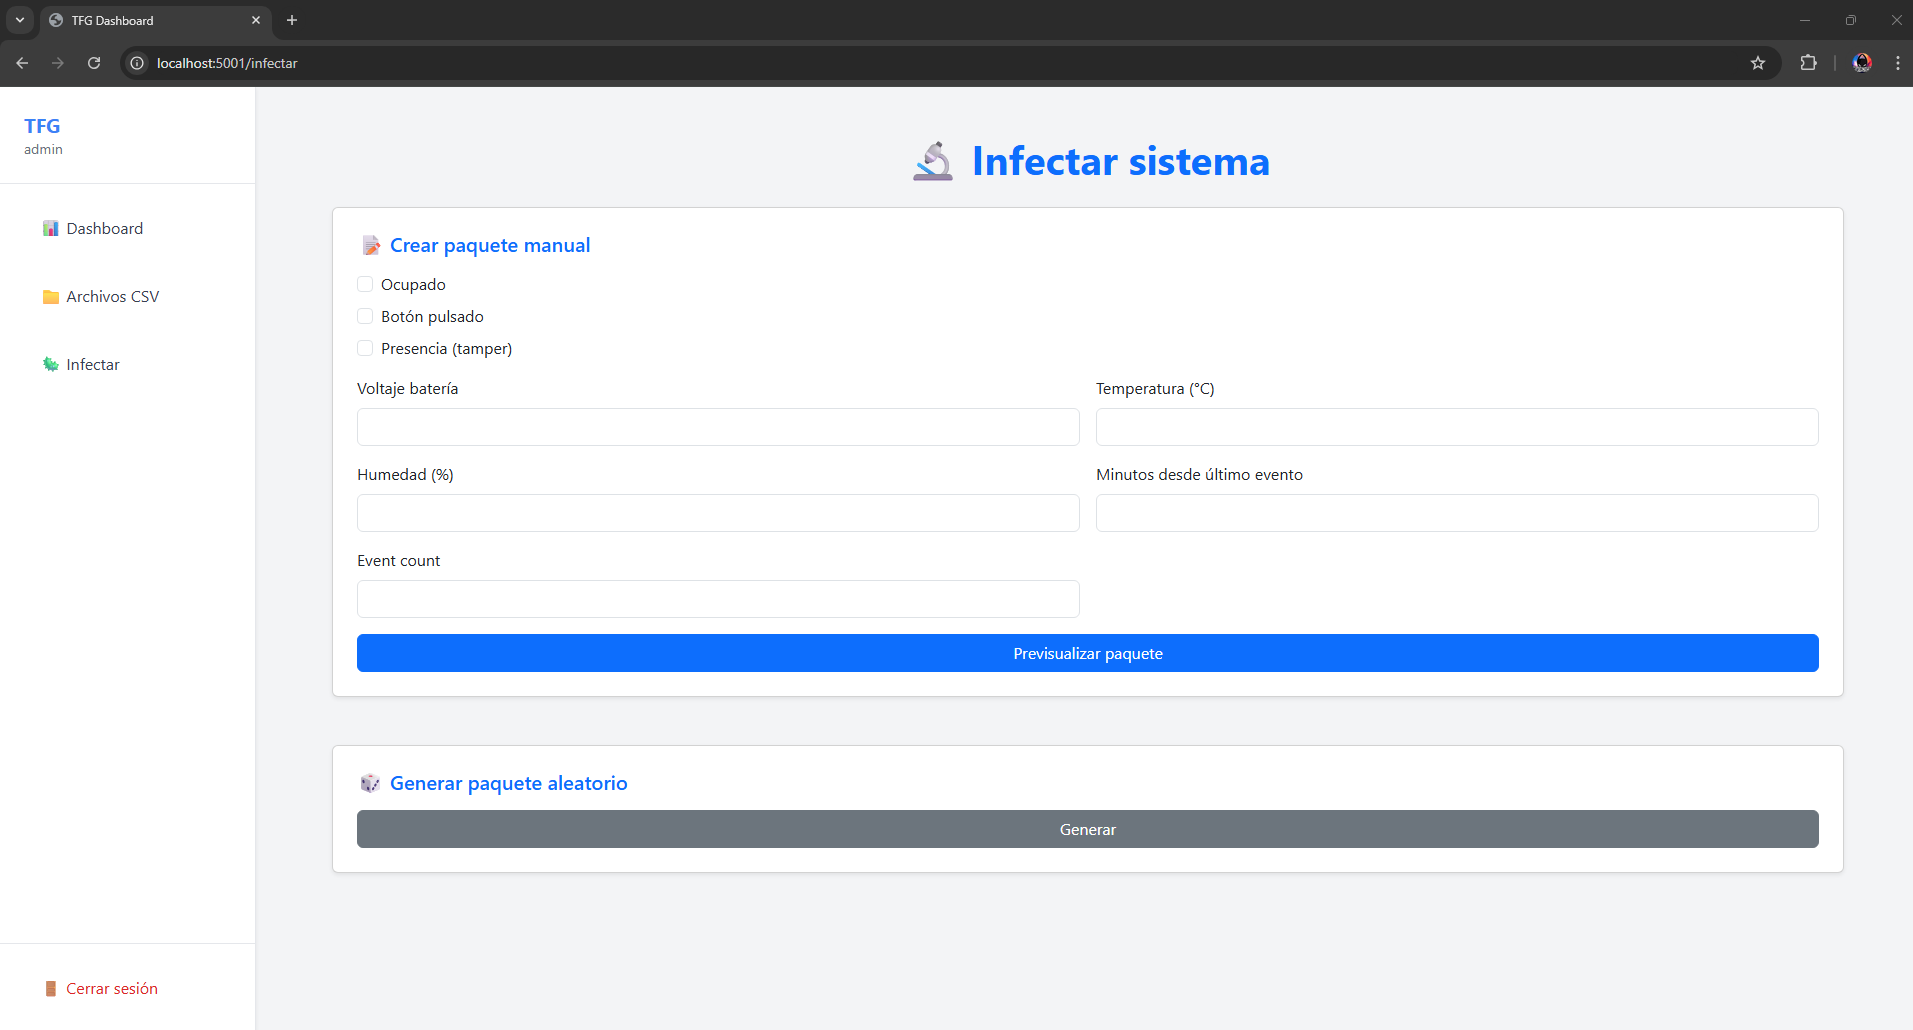 TFG Dashboard
localhost:5001/infectar
TFG
admin
Dashboard
Archivos CSV
Infectar
Cerrar sesión
Infectar sistema
Crear paquete manual
Ocupado
Botón pulsado
Presencia (tamper)
Voltaje batería
Temperatura (°C)
Humedad (%)
Minutos desde último evento
Event count
Previsualizar paquete
Generar paquete aleatorio
Generar